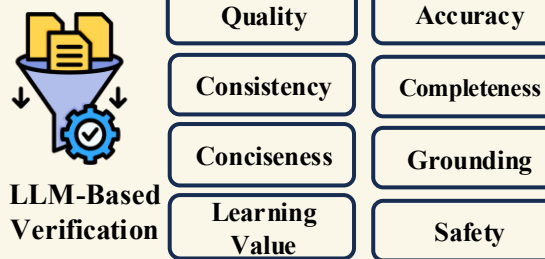 Quality
Accuracy
Consistency
Completeness
Conciseness
Grounding
LLM-Based
Verification
Learning
Value
Safety